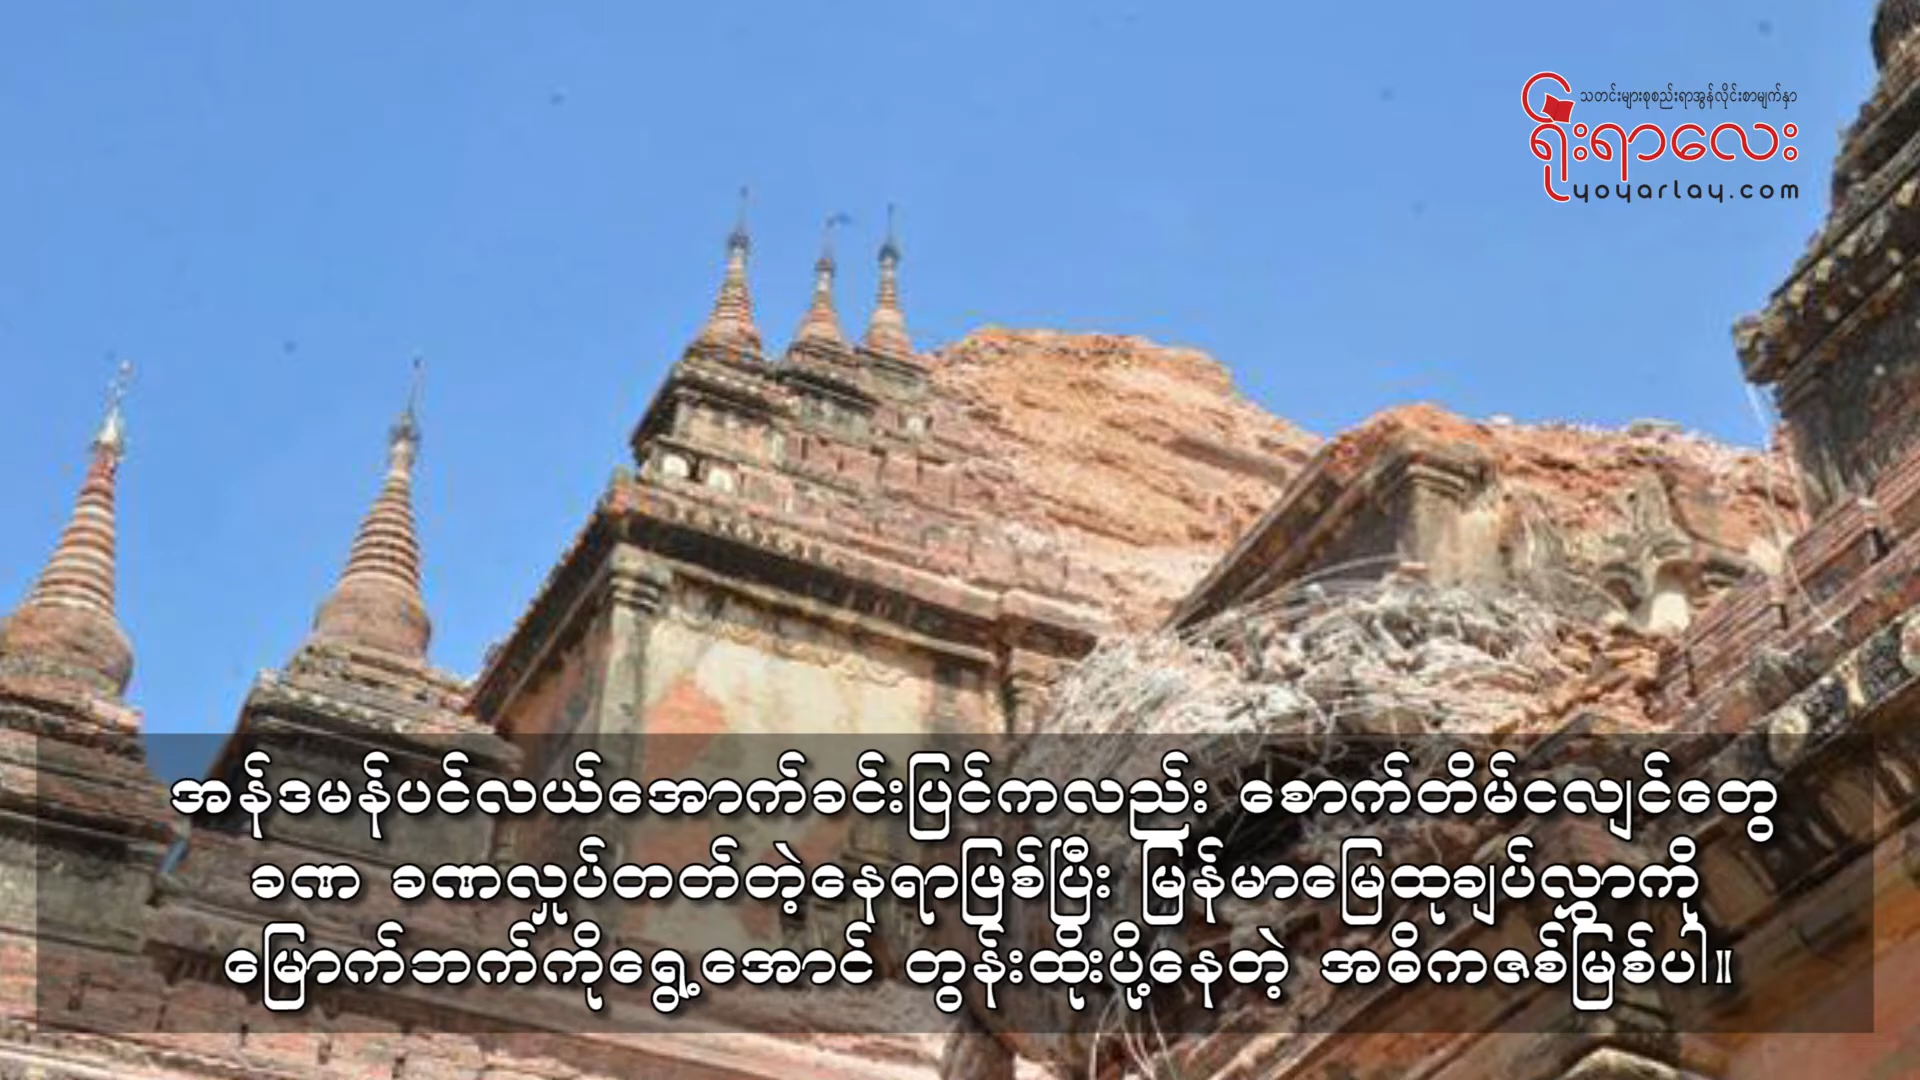 သတင်းများစုစည်းရာအွန်လိုင်းစာမျက်နှာ
ရိုးရာလေး
yoyarlay.com
အန်ဒမန်ပင်လယ်အောက်ခင်းပြင်ကလည်း စောက်တိမ်ငလျင်တွေ
ခဏ ခဏလှုပ်တတ်တဲ့နေရာဖြစ်ပြီး မြန်မာမြေထုချပ်လွှာကို
မြောက်ဘက်ကိုရွေ့အောင် တွန်းထိုးပို့နေတဲ့ အဓိကဇစ်မြစ်ပါ။